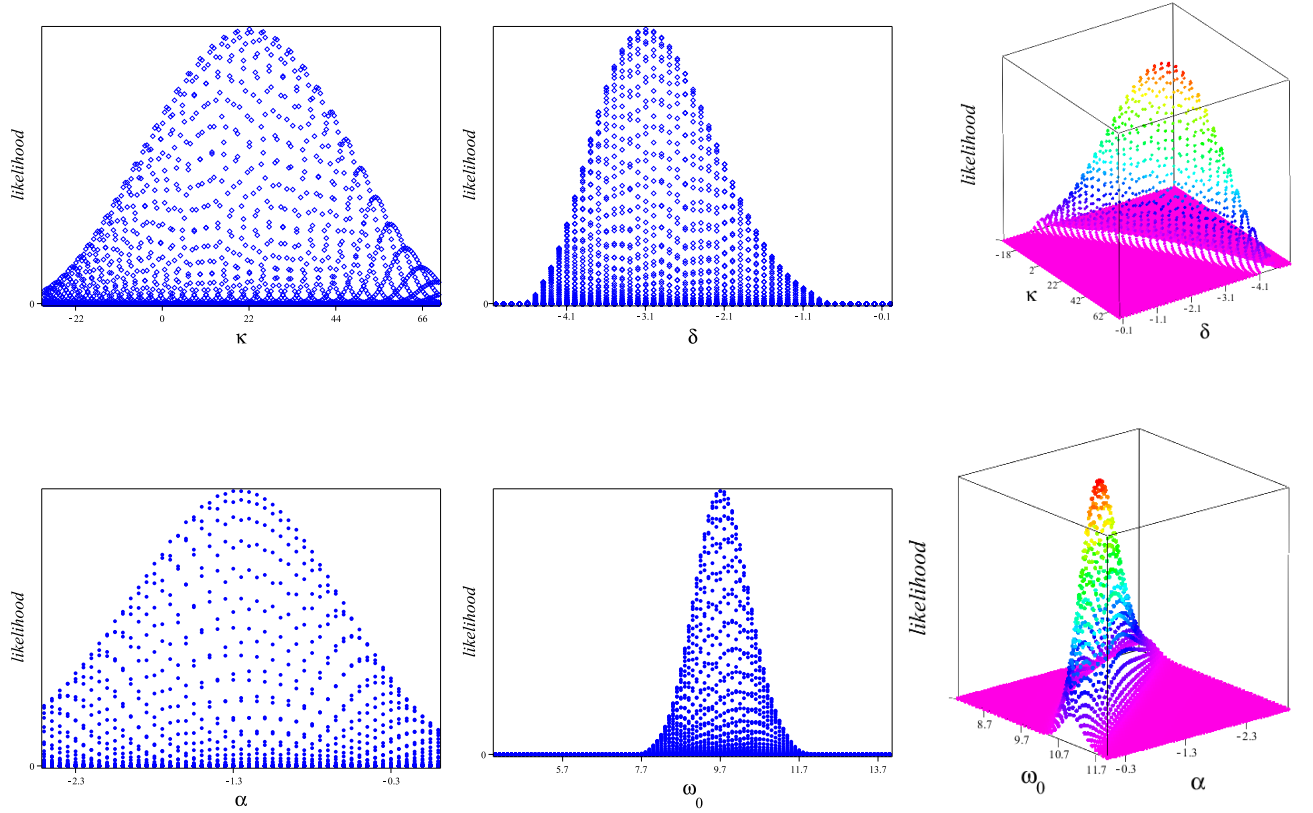 likelihood
0
-22 0 22 44 66
κ
likelihood
0
-4.1 -3.1 -2.1 -1.1 -0.1
δ
likelihood
-18 2 22 42 62
κ
-0.1 -1.1 -2.1 -3.1 -4.1
δ
likelihood
0
-2.3 -1.3 -0.3
α
likelihood
0
5.7 7.7 9.7 11.7 13.7
ω0
likelihood
8.7 9.7 10.7 11.7
ω0
-0.3 -1.3 -2.3
α